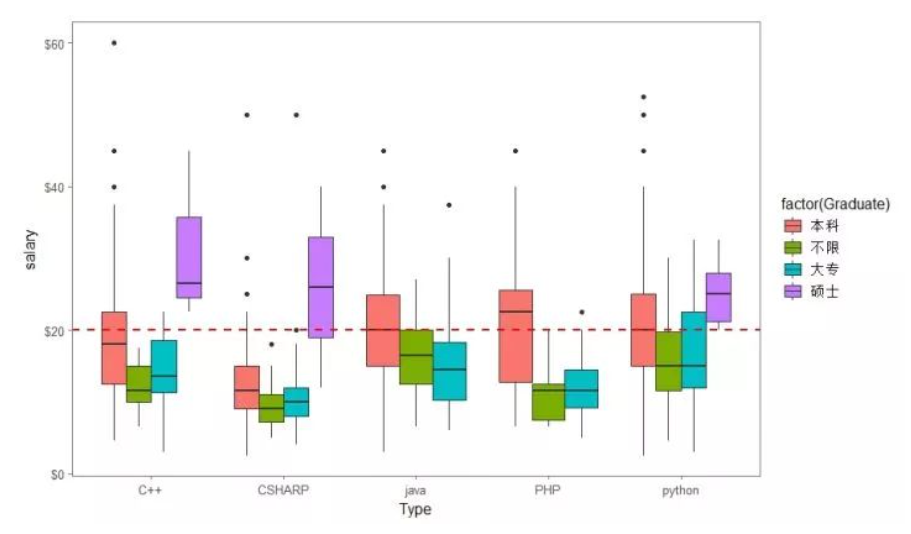 $60
$40
$20
$0
salary
C++
CSHARP
java
PHP
python
Type
factor(Graduate)
本科
不限
大专
硕士